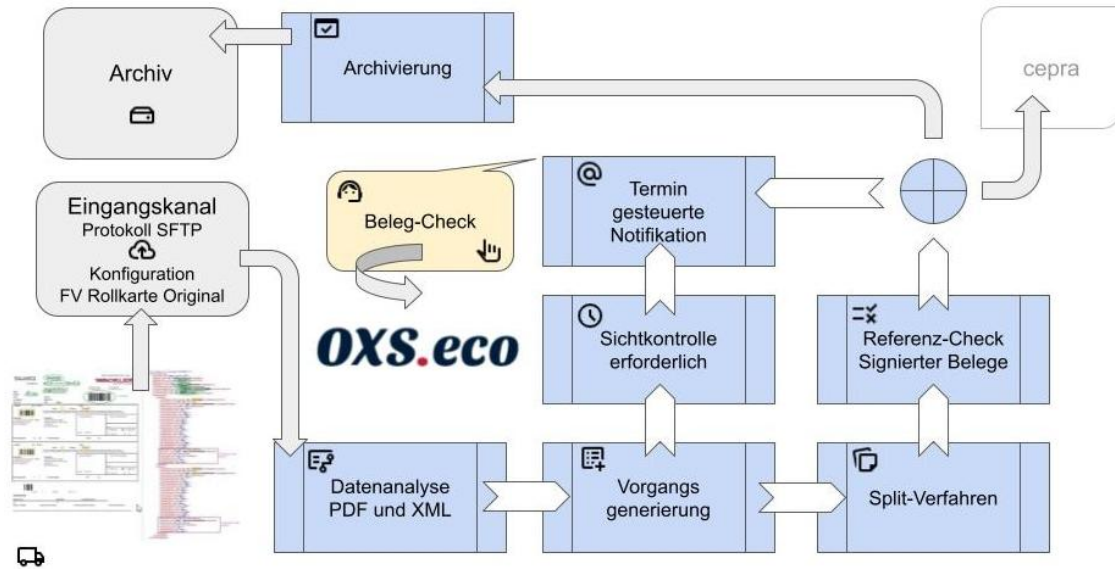 Archiv
Archivierung
cepra
Eingangskanal
Protokoll SFTP
Konfiguration
FV Rollkarte Original
Beleg-Check
@
Termin
gesteuerte
Notifikation
OXS.eco
Sichtkontrolle
erforderlich
Referenz-Check
Signierter Belege
Datenanalyse
PDF und XML
Vorgangs
generierung
Split-Verfahren